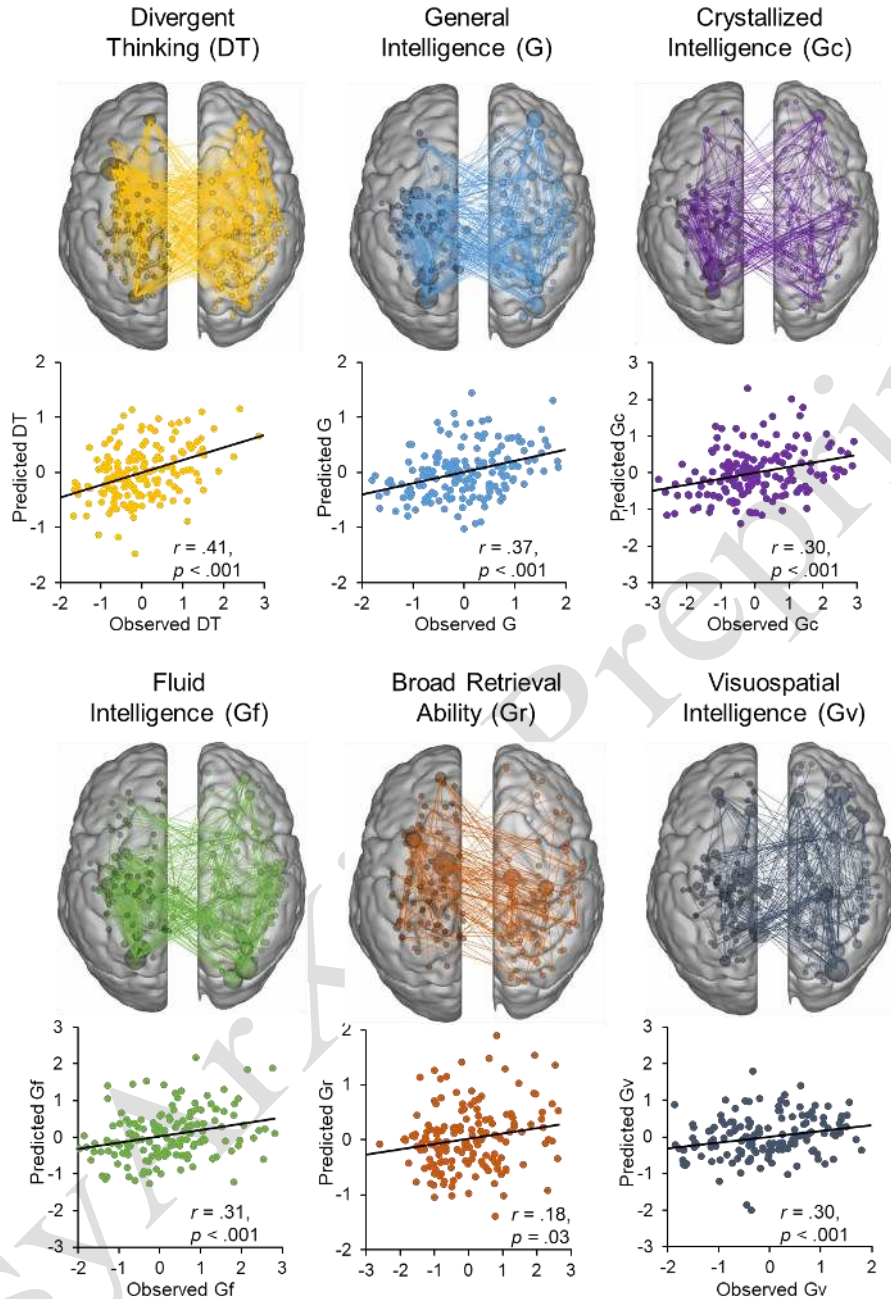 Divergent
Thinking (DT)
General
Intelligence (G)
Crystallized
Intelligence (Gc)
2
1
0
-1
-2
Predicted DT
r = .41,
p < .001
-2 -1 0 1 2 3
Observed DT
2
1
0
-1
-2
Predicted G
r = .37,
p < .001
-2 -1 0 1 2
Observed G
3
2
1
0
-1
-2
-3
Predicted Gc
r = .30,
p < .001
-3 -2 -1 0 1 2 3
Observed Gc
Fluid
Intelligence (Gf)
Broad Retrieval
Ability (Gr)
Visuospatial
Intelligence (Gv)
3
2
1
0
-1
-2
-3
Predicted Gf
r = .31,
p < .001
-2 -1 0 1 2 3
Observed Gf
2
1
0
-1
-2
Predicted Gr
r = .18,
p = .03
-3 -2 -1 0 1 2 3
Observed Gr
3
2
1
0
-1
-2
-3
Predicted Gv
r = .30,
p < .001
-2 -1 0 1 2
Observed Gv
syArXiv Preprin